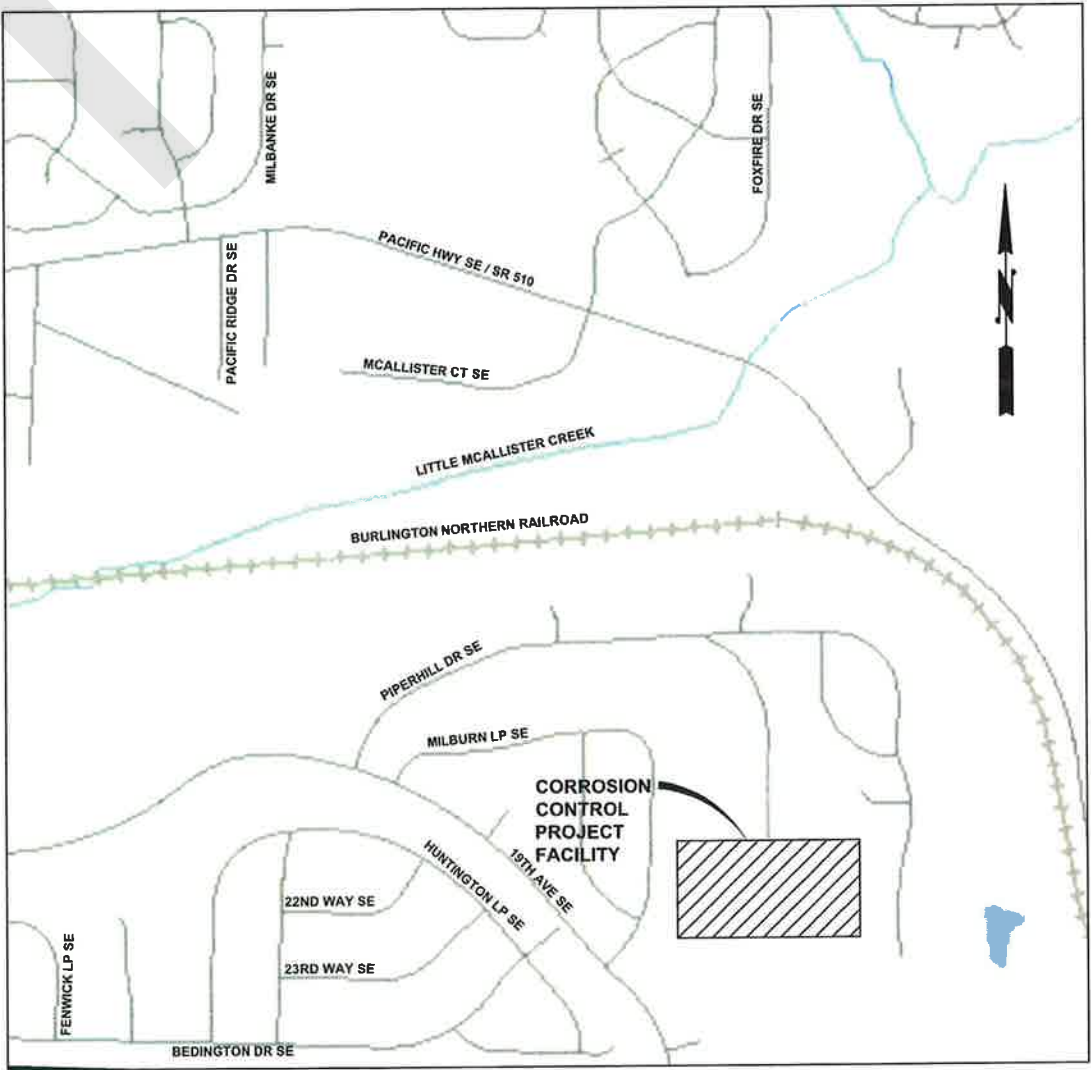 MILBANKE DR SE
FOXFIRE DR SE
PACIFIC HWY SE / SR 510
PACIFIC RIDGE DR SE
N
MCALLISTER CT SE
LITTLE MCALLISTER CREEK
BURLINGTON NORTHERN RAILROAD
PIPERHILL DR SE
MILBURN LP SE
CORROSION
CONTROL
PROJECT
FACILITY
HUNTINGTON LP SE
19TH AVE SE
22ND WAY SE
23RD WAY SE
FENWICK LP SE
BEDINGTON DR SE